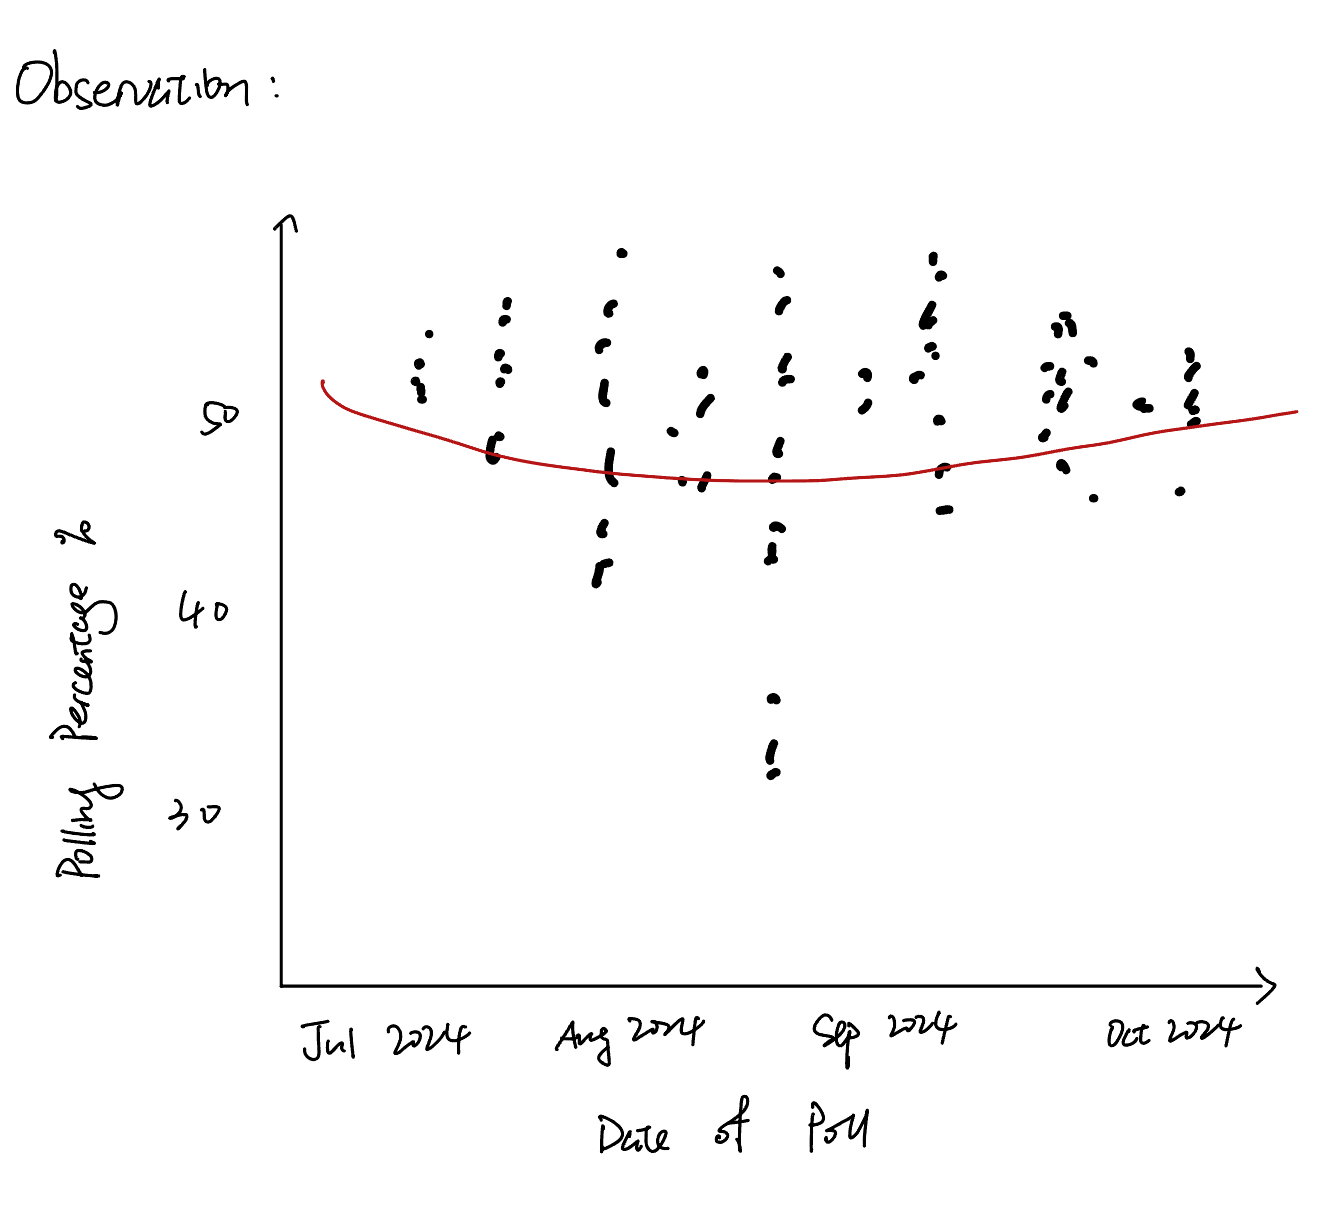 Observation:
50
40
30
Polling Percentage %
Jul 2024 Aug 2024 Sep 2024 Oct 2024
Date of Poll